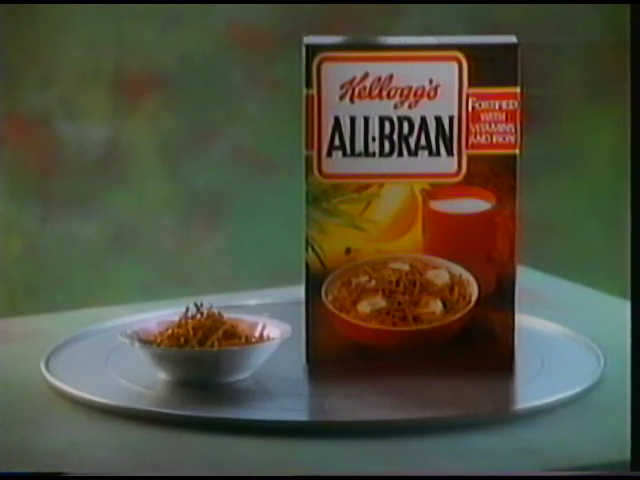 Kellogg's
ALL-BRAN
FORTIFIED
WITH
VITAMINS
AND IRON